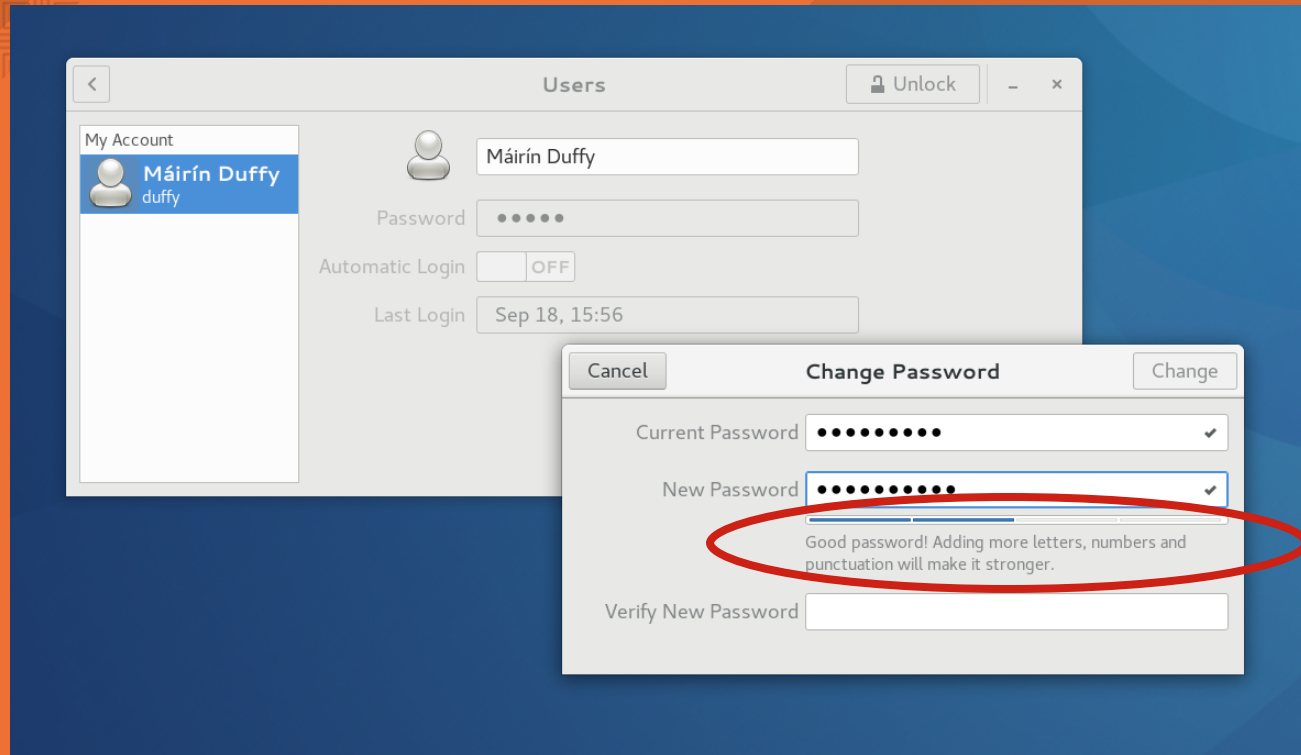 Users
Unlock
My Account
Máirín Duffy
duffy
Máirín Duffy
Password
Automatic Login
OFF
Last Login
Sep 18, 15:56
Cancel
Change Password
Change
Current Password
New Password
Good password! Adding more letters, numbers and
punctuation will make it stronger.
Verify New Password